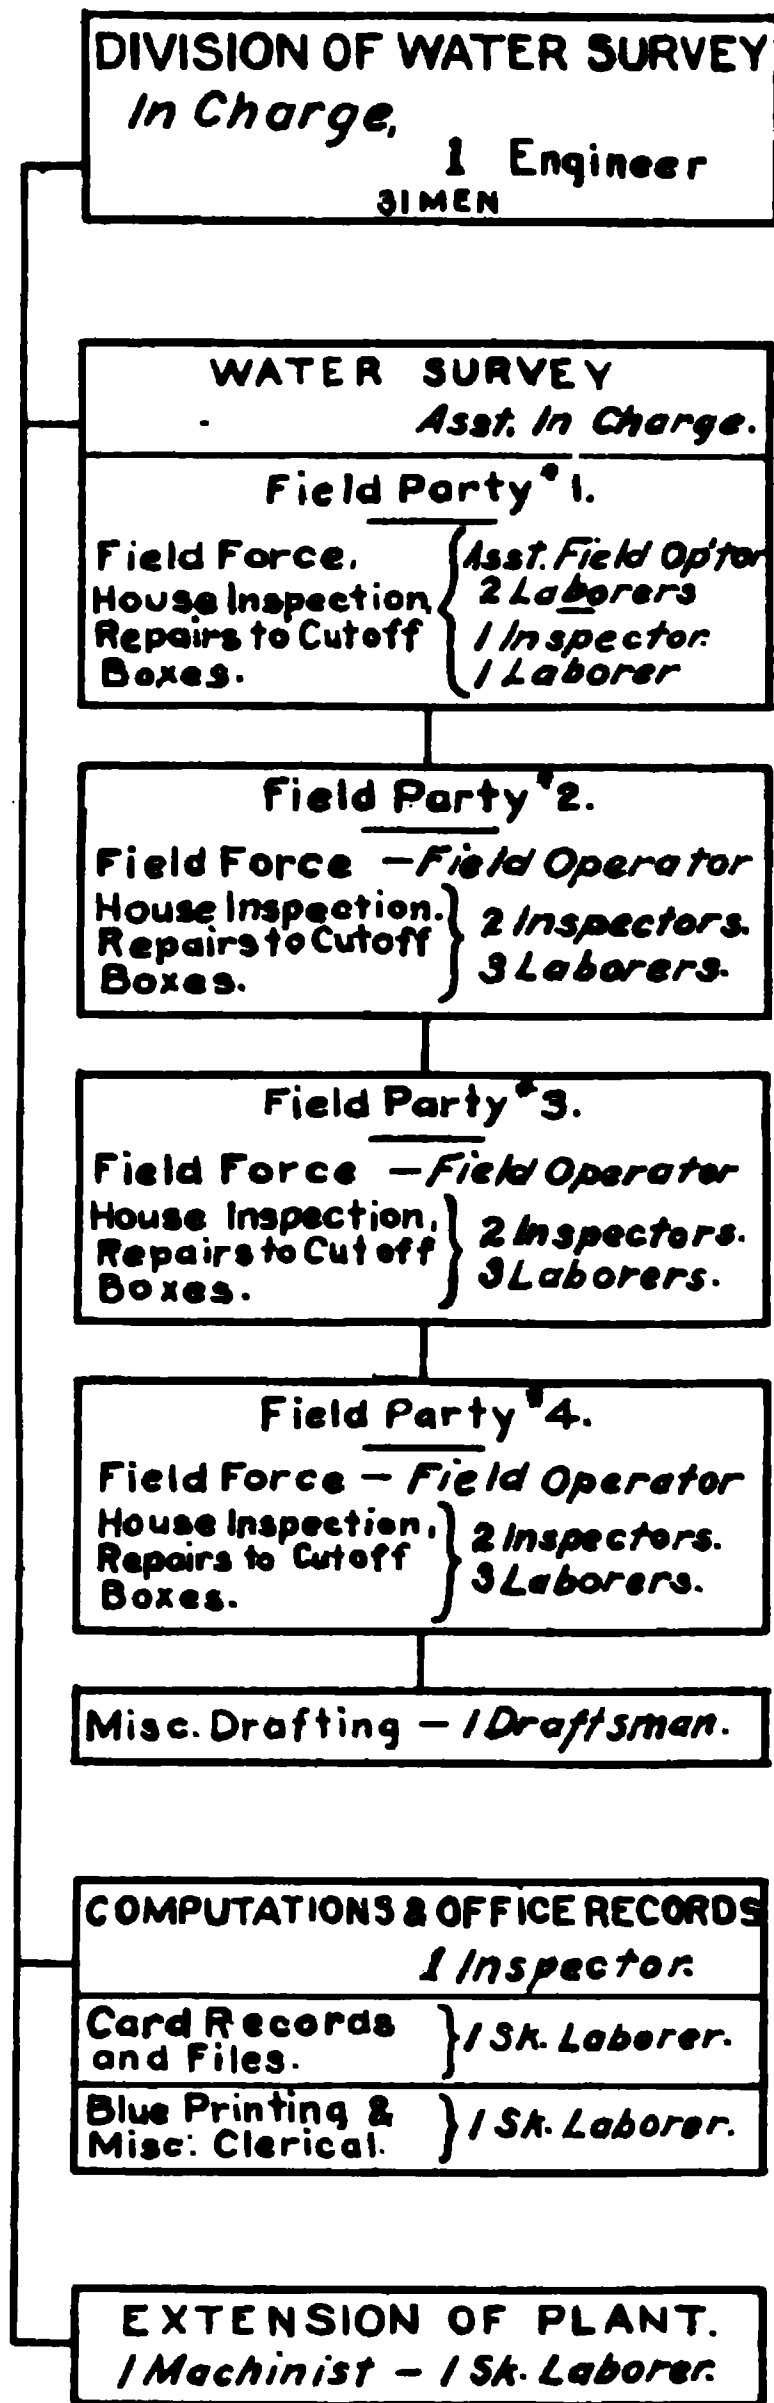 DIVISION OF WATER SURVEY
In Charge,
1 Engineer
31 MEN
WATER SURVEY
Asst. In Charge.
Field Party #1.
Field Force. Asst. Field Op'tor
House Inspection, 2 Laborers
Repairs to Cutoff 1 Inspector.
Boxes. 1 Laborer
Field Party #2.
Field Force - Field Operator
House Inspection.
Repairs to Cutoff
Boxes.
2 Inspectors.
3 Laborers.
Field Party #3.
Field Force - Field Operator
House Inspection,
Repairs to Cutoff
Boxes.
2 Inspectors.
3 Laborers.
Field Party #4.
Field Force - Field Operator
House Inspection,
Repairs to Cutoff
Boxes.
2 Inspectors.
3 Laborers.
Misc. Drafting - 1 Draftsman.
COMPUTATIONS & OFFICE RECORDS
1 Inspector.
Card Records
and Files.
1 Sk. Laborer.
Blue Printing &
Misc. Clerical.
1 Sk. Laborer.
EXTENSION OF PLANT.
1 Machinist - 1 Sk. Laborer.